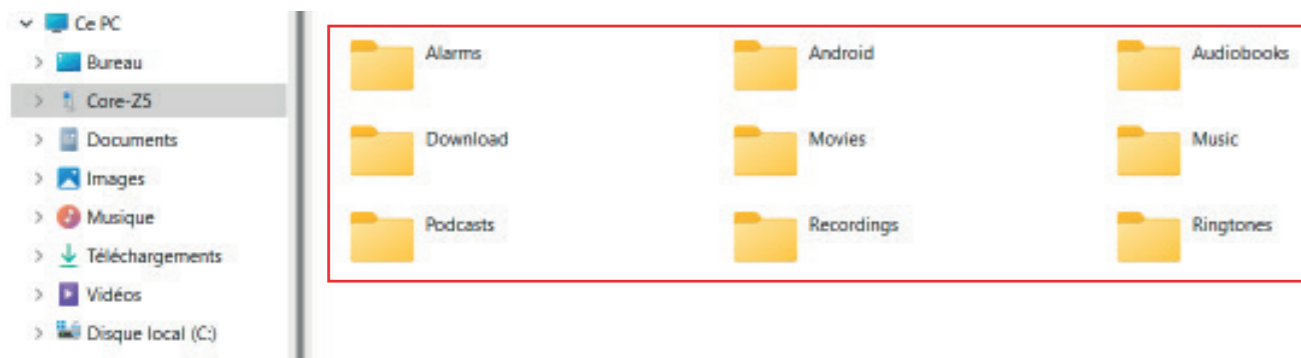 Ce PC
Bureau
Core-Z5
Documents
Images
Musique
Téléchargements
Vidéos
Disque local (C:)
Alarms
Android
Audiobooks
Download
Movies
Music
Podcasts
Recordings
Ringtones